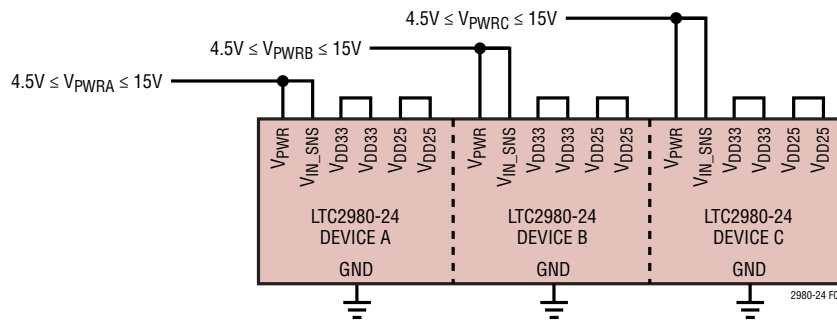 4.5V ≤ VPWRC ≤ 15V
4.5V ≤ VPWRB ≤ 15V
4.5V ≤ VPWRA ≤ 15V
VPWR VIN_SNS VDD33 VDD33 VDD25 VDD25 VPWR VIN_SNS VDD33 VDD33 VDD25 VDD25 VPWR VIN_SNS VDD33 VDD33 VDD25 VDD25
LTC2980-24 LTC2980-24 LTC2980-24
DEVICE A DEVICE B DEVICE C
GND GND GND
2980-24